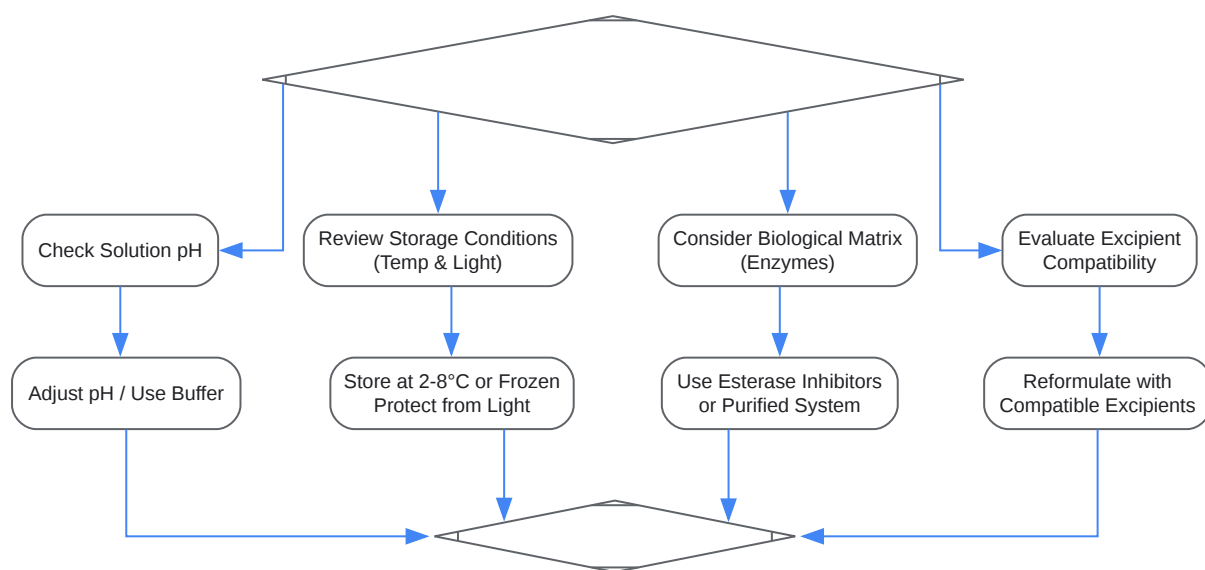 Check Solution pH
Review Storage Conditions
(Temp & Light)
Consider Biological Matrix
(Enzymes)
Evaluate Excipient
Compatibility
Adjust pH / Use Buffer
Store at 2-8°C or Frozen
Protect from Light
Use Esterase Inhibitors
or Purified System
Reformulate with
Compatible Excipients